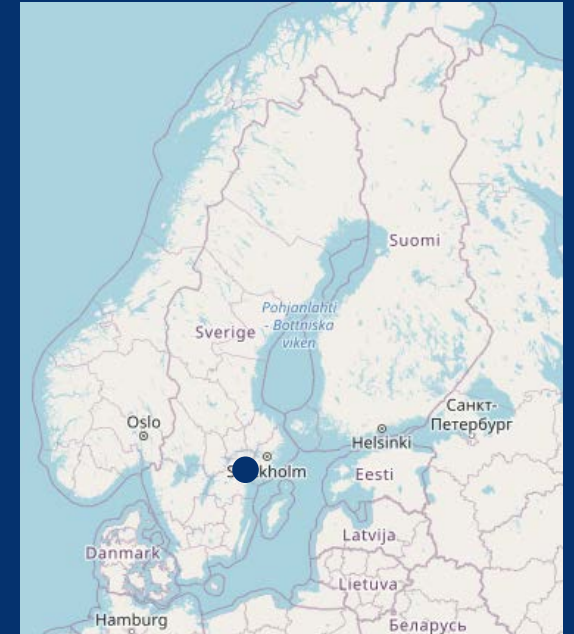 Suomi
Pohjanlahti
- Bottniska
viken
Sverige
Санкт-
Петербург
Oslo
Helsinki
Eesti
Latvija
Danmark
Lietuva
Hamburg
Беларусь